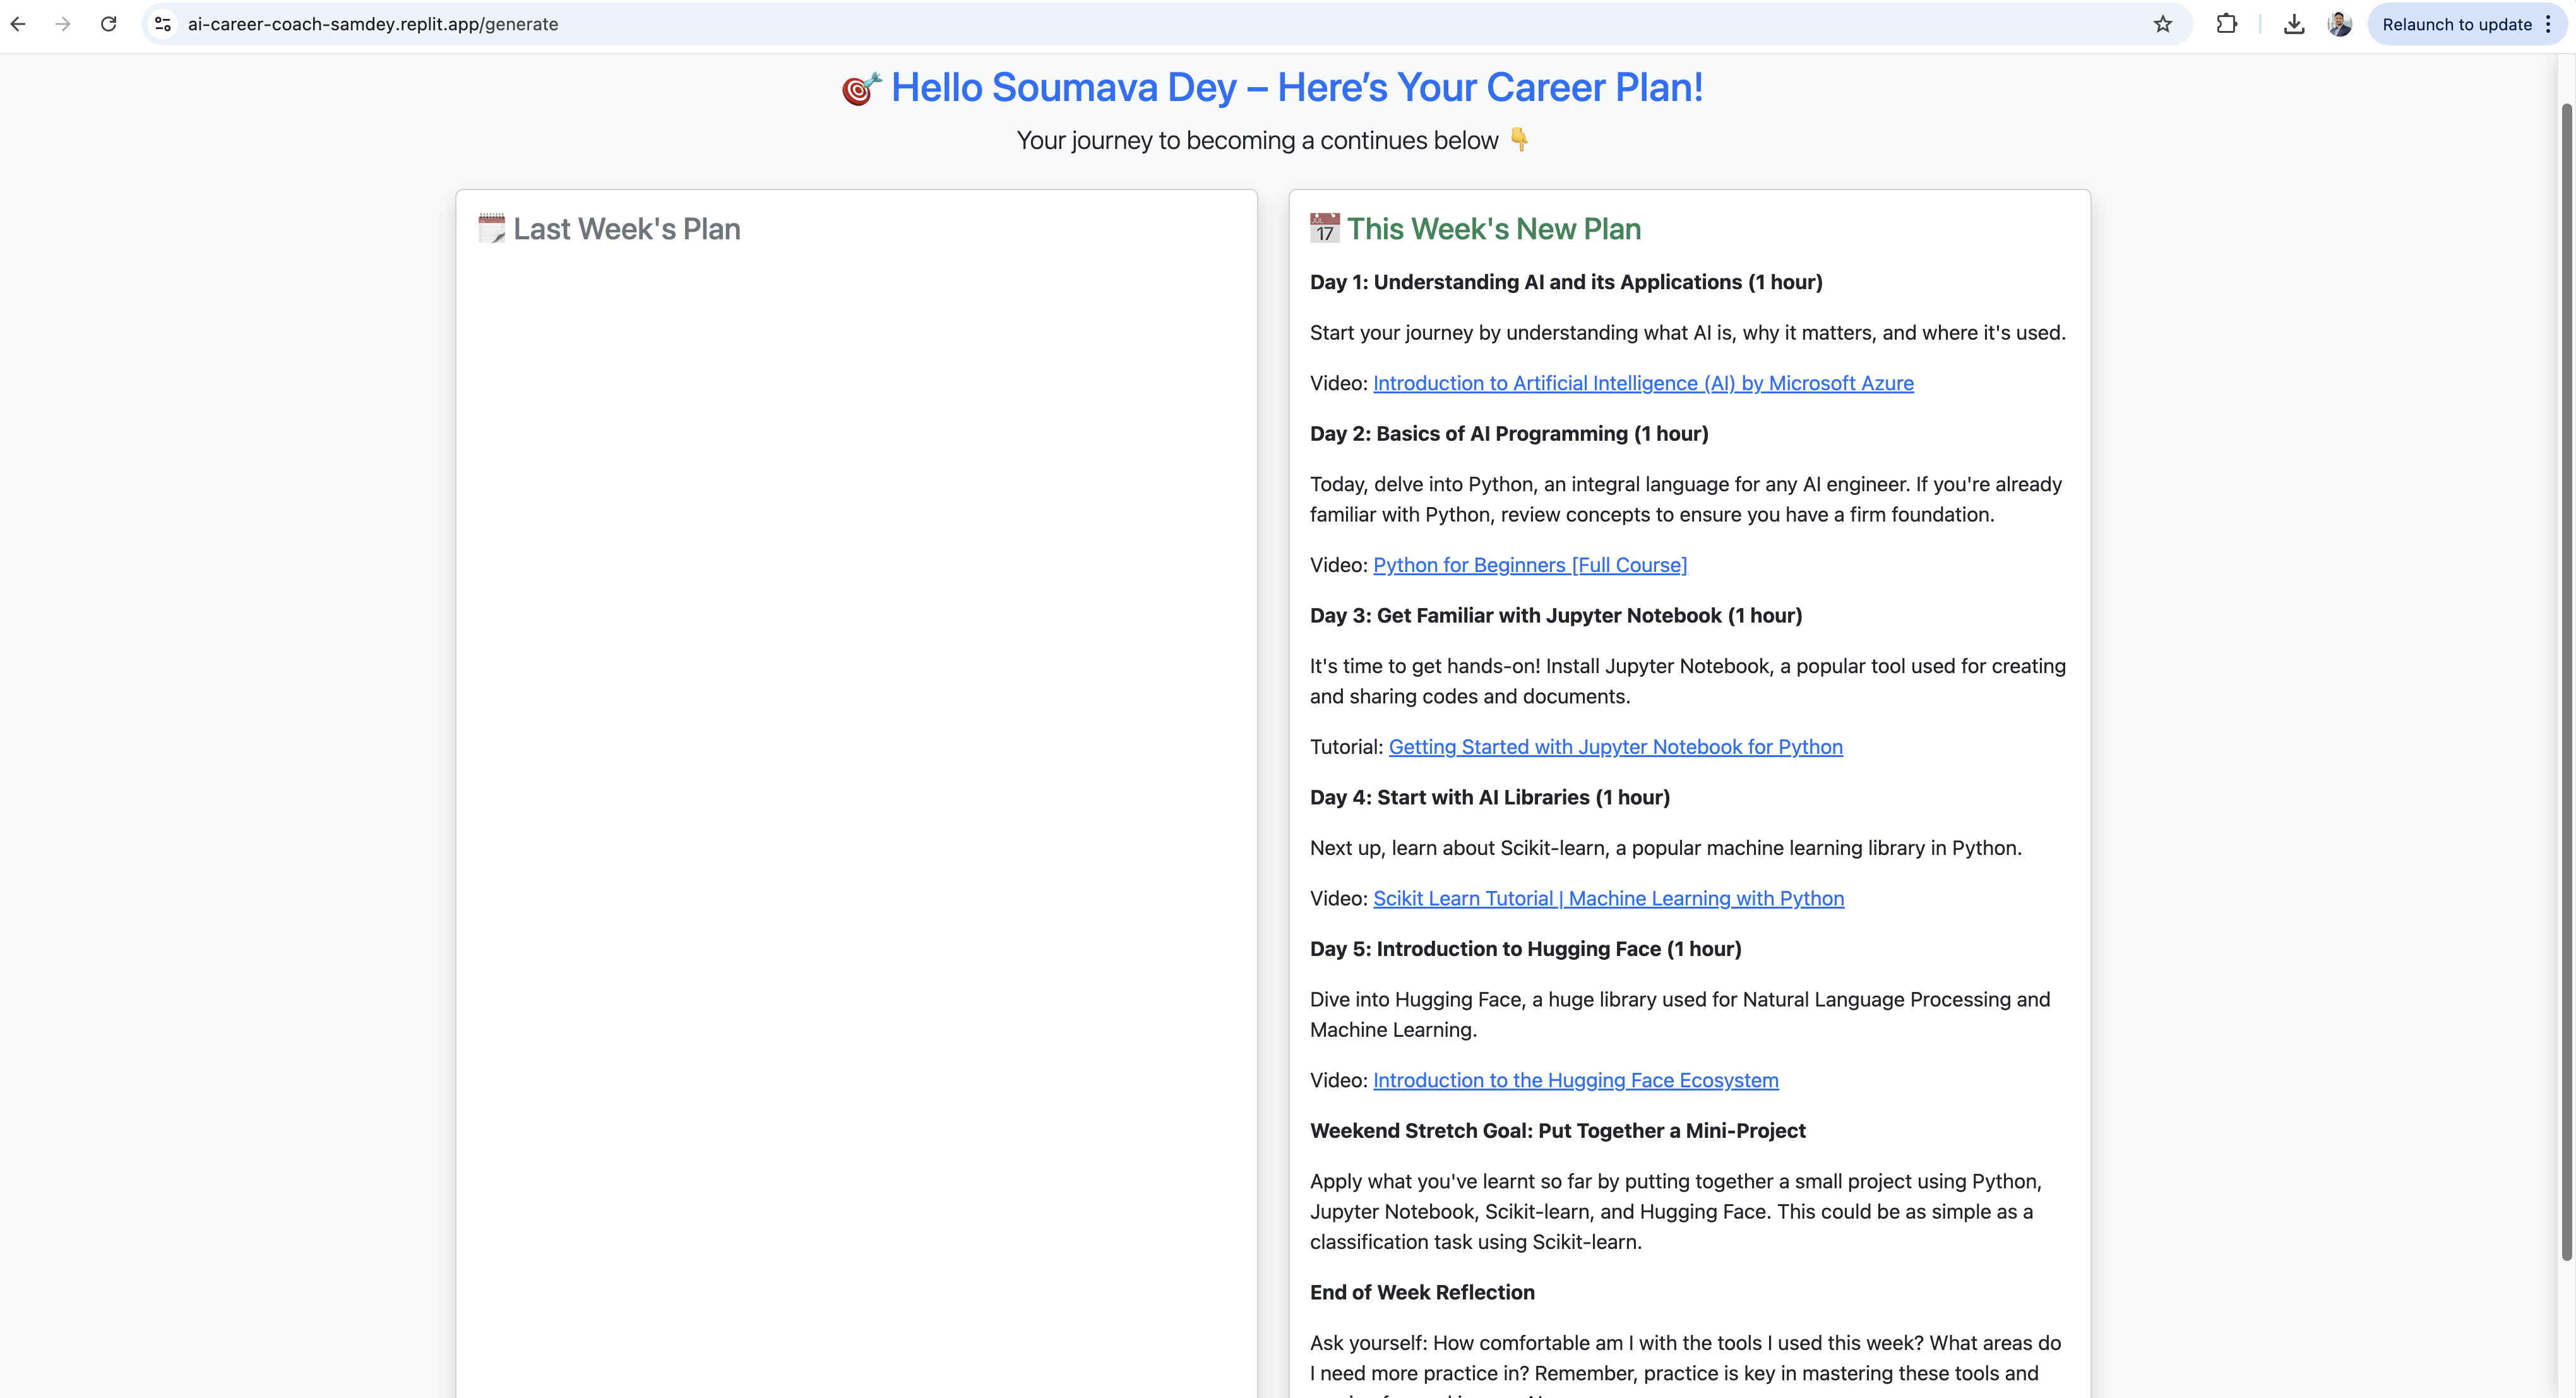 ai-career-coach-samdey.replit.app/generate
Relaunch to update
🎯 Hello Soumava Dey – Here’s Your Career Plan!
Your journey to becoming a continues below 👇
Last Week's Plan
JUL
17
This Week's New Plan
Day 1: Understanding AI and its Applications (1 hour)
Start your journey by understanding what AI is, why it matters, and where it's used.
Video: Introduction to Artificial Intelligence (AI) by Microsoft Azure
Day 2: Basics of AI Programming (1 hour)
Today, delve into Python, an integral language for any AI engineer. If you're already
familiar with Python, review concepts to ensure you have a firm foundation.
Video: Python for Beginners [Full Course]
Day 3: Get Familiar with Jupyter Notebook (1 hour)
It's time to get hands-on! Install Jupyter Notebook, a popular tool used for creating
and sharing codes and documents.
Tutorial: Getting Started with Jupyter Notebook for Python
Day 4: Start with AI Libraries (1 hour)
Next up, learn about Scikit-learn, a popular machine learning library in Python.
Video: Scikit Learn Tutorial | Machine Learning with Python
Day 5: Introduction to Hugging Face (1 hour)
Dive into Hugging Face, a huge library used for Natural Language Processing and
Machine Learning.
Video: Introduction to the Hugging Face Ecosystem
Weekend Stretch Goal: Put Together a Mini-Project
Apply what you've learnt so far by putting together a small project using Python,
Jupyter Notebook, Scikit-learn, and Hugging Face. This could be as simple as a
classification task using Scikit-learn.
End of Week Reflection
Ask yourself: How comfortable am I with the tools I used this week? What areas do
I need more practice in? Remember, practice is key in mastering these tools and